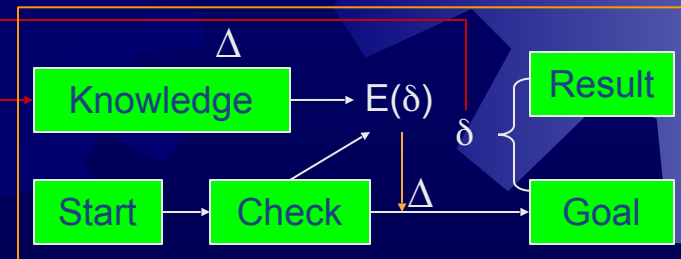 Δ
Knowledge
E(δ)
δ
Result
Start
Check
Δ
Goal